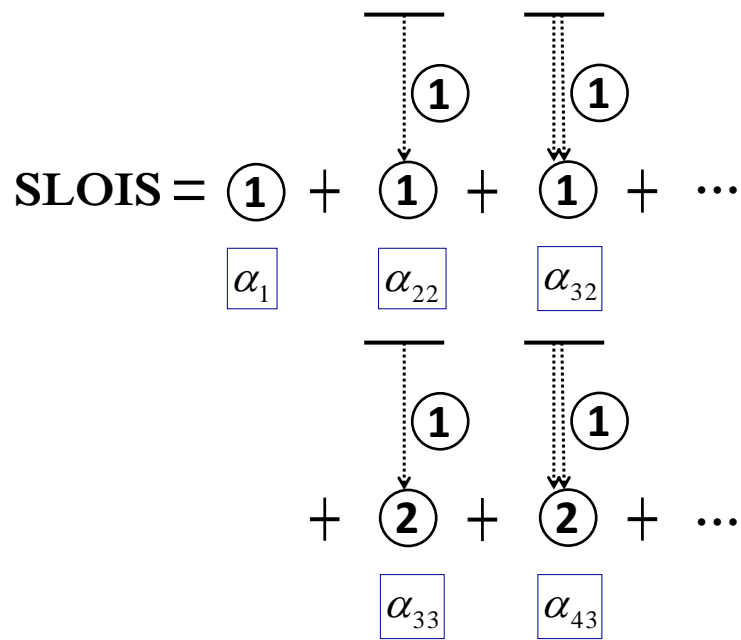 ① ①
SLOIS = ① + ① + ① + ...
α₁ α₂₂ α₃₂
① ①
+ ② + ② + ...
α₃₃ α₄₃